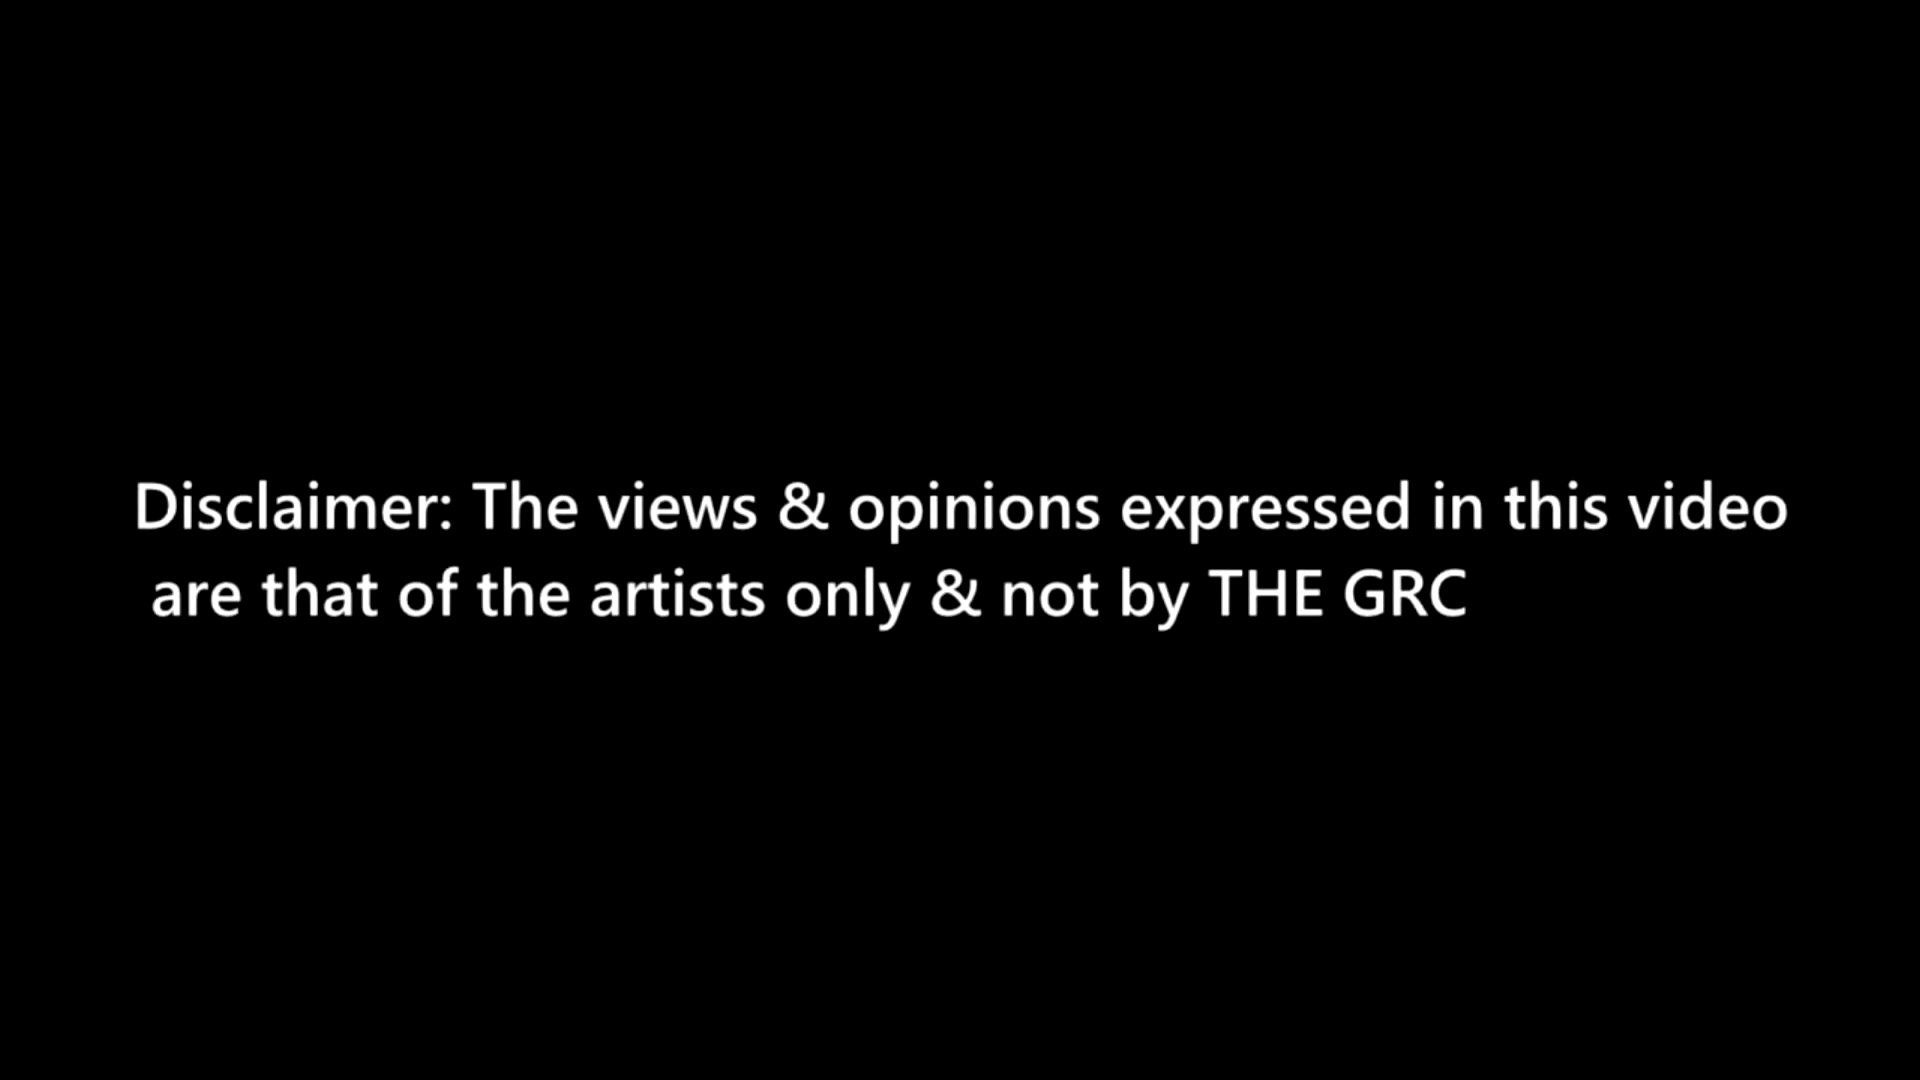 Disclaimer: The views & opinions expressed in this video
are that of the artists only & not by THE GRC